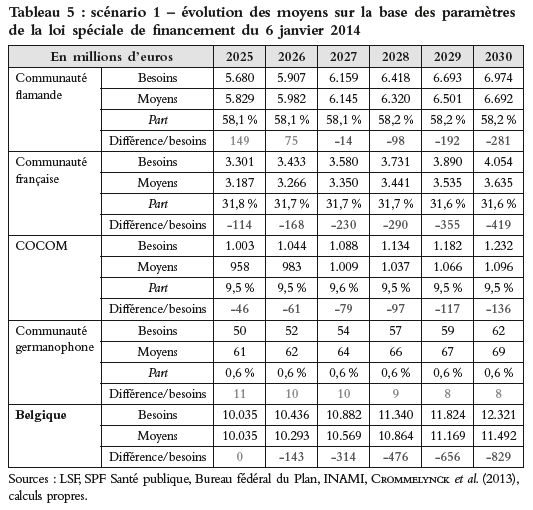 Tableau 5 : scénario 1 – évolution des moyens sur la base des paramètres
de la loi spéciale de financement du 6 janvier 2014
En millions d'euros 2025 2026 2027 2028 2029 2030
Communauté flamande Besoins 5.680 5.907 6.159 6.418 6.693 6.974
Moyens 5.829 5.982 6.145 6.320 6.501 6.692
Part 58,1 % 58,1 % 58,1 % 58,2 % 58,2 % 58,2 %
Différence/besoins 149 75 –14 –98 –192 –281
Communauté française Besoins 3.301 3.433 3.580 3.731 3.890 4.054
Moyens 3.187 3.266 3.350 3.441 3.535 3.635
Part 31,8 % 31,7 % 31,7 % 31,7 % 31,6 % 31,6 %
Différence/besoins –114 –168 –230 –290 –355 –419
COCOM Besoins 1.003 1.044 1.088 1.134 1.182 1.232
Moyens 958 983 1.009 1.037 1.066 1.096
Part 9,5 % 9,5 % 9,6 % 9,5 % 9,5 % 9,5 %
Différence/besoins –46 –61 –79 –97 –117 –136
Communauté germanophone Besoins 50 52 54 57 59 62
Moyens 61 62 64 66 67 69
Part 0,6 % 0,6 % 0,6 % 0,6 % 0,6 % 0,6 %
Différence/besoins 11 10 10 9 8 8
Belgique Besoins 10.035 10.436 10.882 11.340 11.824 12.321
Moyens 10.035 10.293 10.569 10.864 11.169 11.492
Différence/besoins 0 –143 –314 –476 –656 –829
Sources : LSF, SPF Santé publique, Bureau fédéral du Plan, INAMI, CROMMELYNCK et al. (2013),
calculs propres.